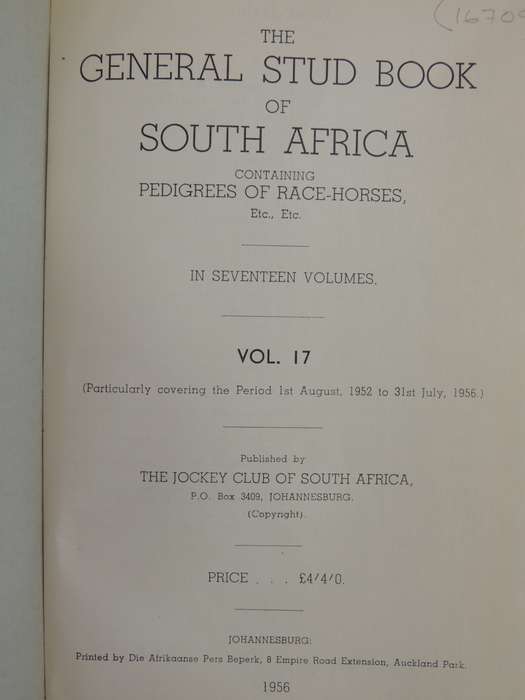 (16709
THE
GENERAL STUD BOOK
OF
SOUTH AFRICA
CONTAINING
PEDIGREES OF RACE-HORSES,
Etc., Etc.
IN SEVENTEEN VOLUMES.
VOL. 17
(Particularly covering the Period 1st August, 1952 to 31st July, 1956.)
Published by
THE JOCKEY CLUB OF SOUTH AFRICA,
P.O. Box 3409, JOHANNESBURG.
(Copyright).
PRICE . . . £4/4/0.
JOHANNESBURG:
Printed by Die Afrikaanse Pers Beperk, 8 Empire Road Extension, Auckland Park.
1956